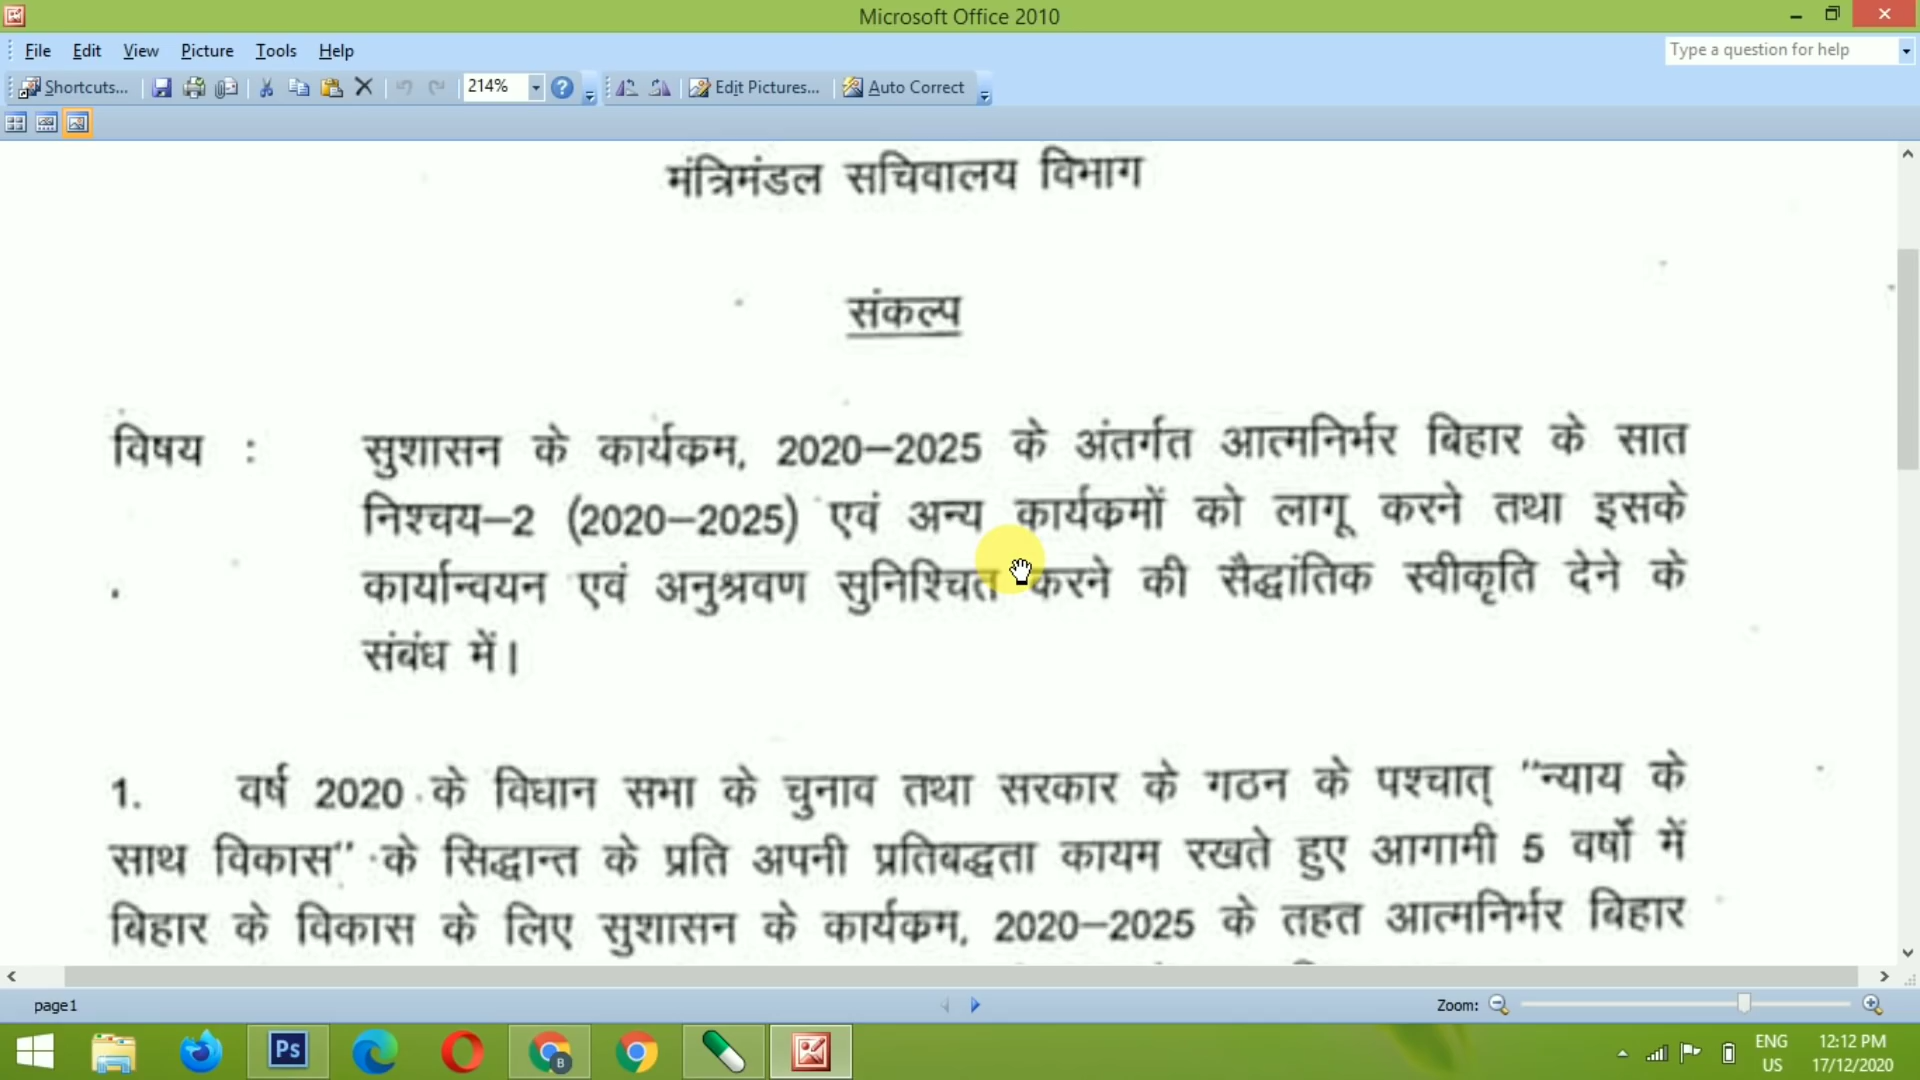 Microsoft Office 2010
File Edit View Picture Tools Help
Type a question for help
Shortcuts... 214% Edit Pictures... Auto Correct
मंत्रिमंडल सचिवालय विभाग
संकल्प
विषय : सुशासन के कार्यक्रम, 2020–2025 के अंतर्गत आत्मनिर्भर बिहार के सात
निश्चय–2 (2020–2025) एवं अन्य कार्यक्रमों को लागू करने तथा इसके
कार्यान्वयन एवं अनुश्रवण सुनिश्चित करने की सैद्धांतिक स्वीकृति देने के
संबंध में।
1. वर्ष 2020 के विधान सभा के चुनाव तथा सरकार के गठन के पश्चात् "न्याय के
साथ विकास" के सिद्धान्त के प्रति अपनी प्रतिबद्धता कायम रखते हुए आगामी 5 वर्षों में
बिहार के विकास के लिए सुशासन के कार्यक्रम, 2020–2025 के तहत आत्मनिर्भर बिहार
page1
Zoom:
Ps
B
ENG 12:12 PM
US 17/12/2020